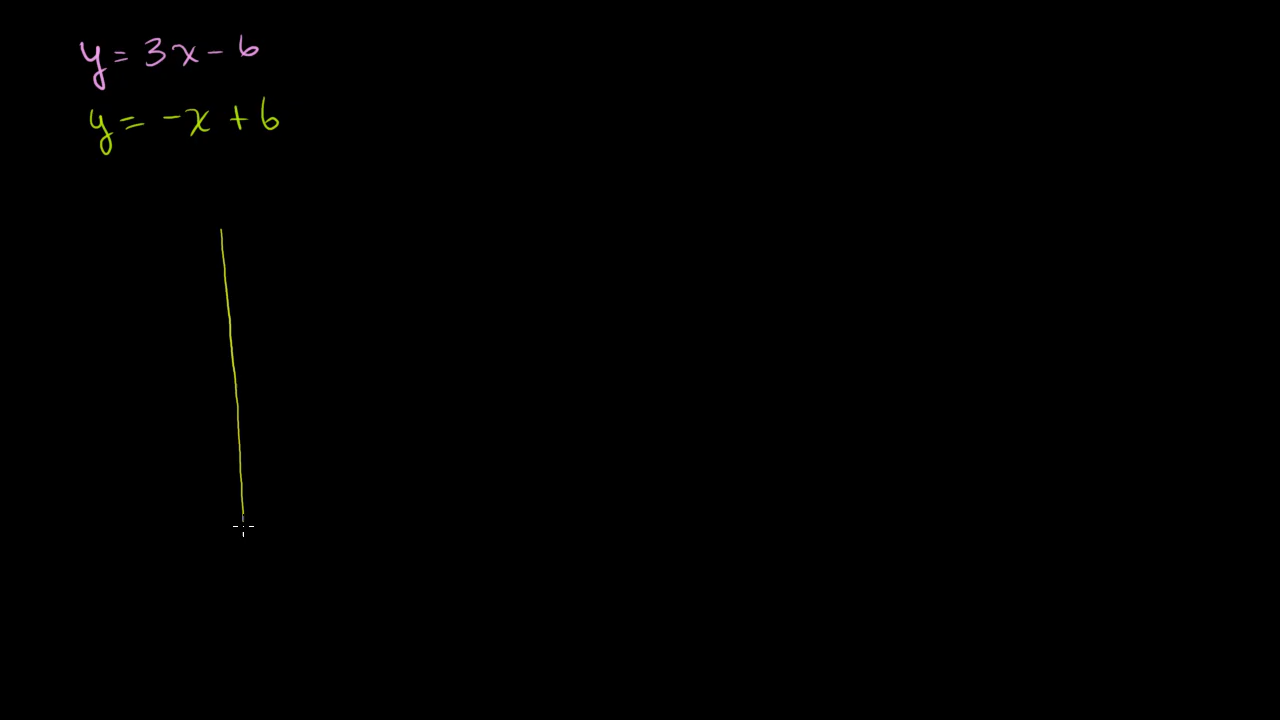 y = 3x - 6
y = -x + 6